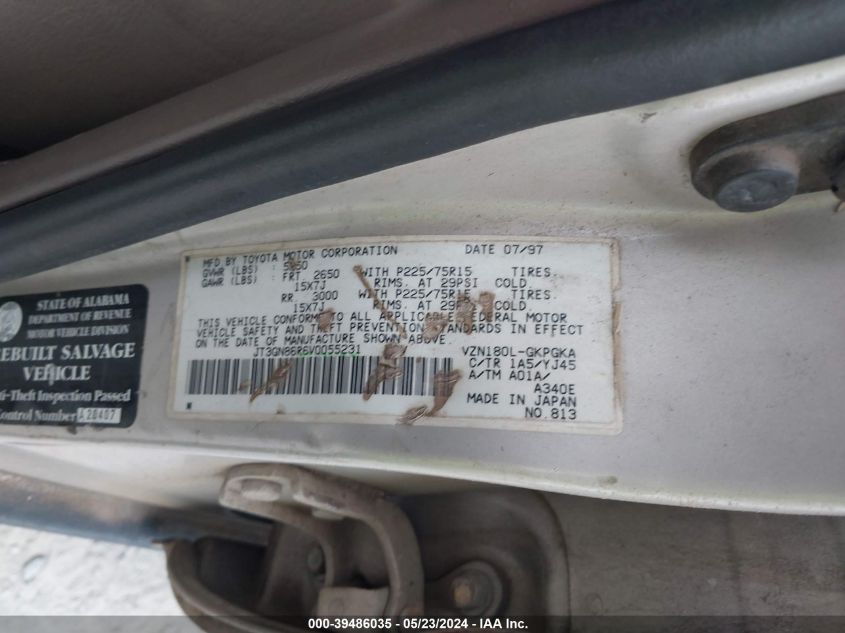 MFD.BY TOYOTA MOTOR CORPORATION DATE 07/97
GVWR (LBS) :
GAWR (LBS) : FRT. 2650 WITH P225/75R15 TIRES,
15X7J RIMS, AT 29PSI COLD.
RR. 3000 WITH P225/75R15 TIRES,
15X7J RIMS, AT 29PSI COLD.
THIS VEHICLE CONFORMS TO ALL APPLICABLE FEDERAL MOTOR
VEHICLE SAFETY AND THEFT PREVENTION STANDARDS IN EFFECT
ON THE DATE OF MANUFACTURE SHOWN ABOVE.
JT3GN86R6V0055231 VZN180L-GKPGKA
C/TR 1A5/YJ45
A/TM A01A/
A340E
MADE IN JAPAN
NO.813
STATE OF ALABAMA
DEPARTMENT OF REVENUE
MOTOR VEHICLE DIVISION
REBUILT SALVAGE
VEHICLE
nti-Theft Inspection Passed
Control Number A20407
000-39486035 - 05/23/2024 - IAAI.COM